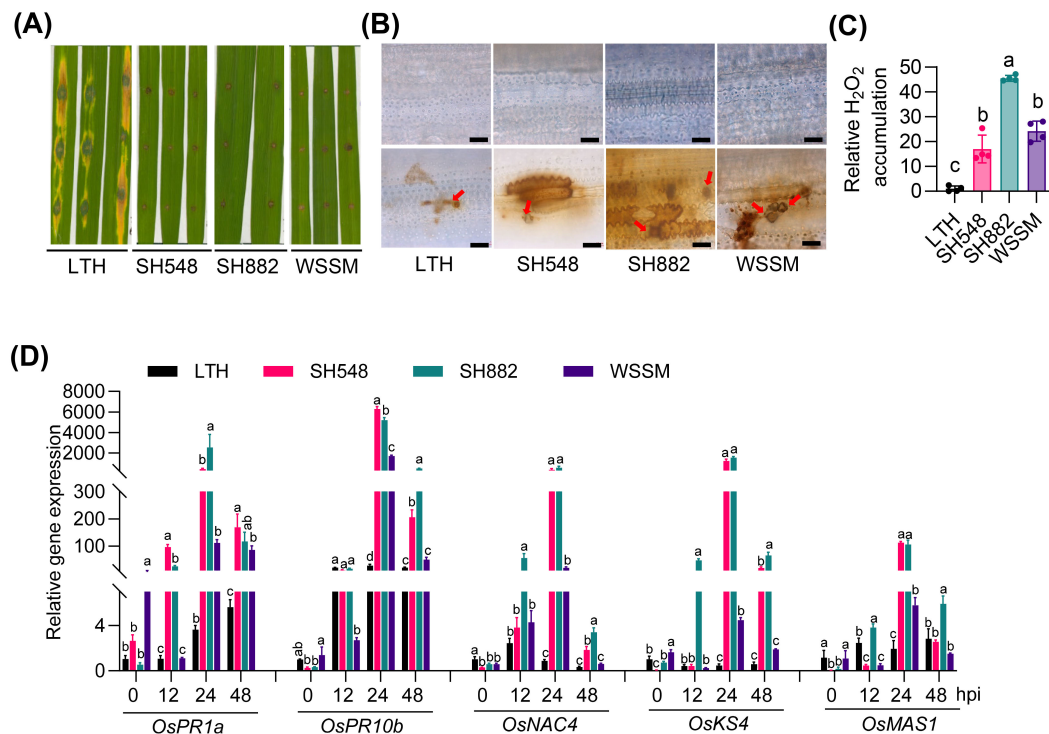 (A)
LTH SH548 SH882 WSSM
(B)
LTH SH548 SH882 WSSM
(C)
Relative H₂O₂
accumulation
50
40
30
20
10
0
c b a b
LTH SH548 SH882 WSSM
(D)
LTH SH548 SH882 WSSM
Relative gene expression
8000
6000
4000
2000
300
200
100
4
0
b a b a b a b c b a b b c a ab b
ab b b a a a b d a b c c b a c
a c b b c b a b b a a b c b a b
b c b a b b a b c a a b c b a b
a b b a b c a c c a a b b b a c
0 12 24 48 0 12 24 48 0 12 24 48 0 12 24 48 0 12 24 48 hpi
OsPR1a OsPR10b OsNAC4 OsKS4 OsMAS1